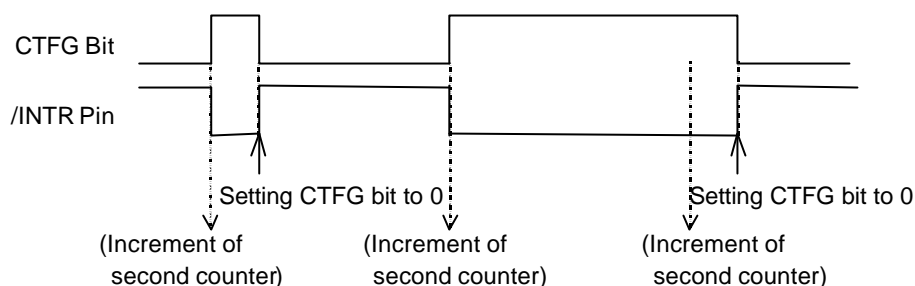 CTFG Bit
/INTR Pin
Setting CTFG bit to 0
Setting CTFG bit to 0
(Increment of
second counter)
(Increment of
second counter)
(Increment of
second counter)